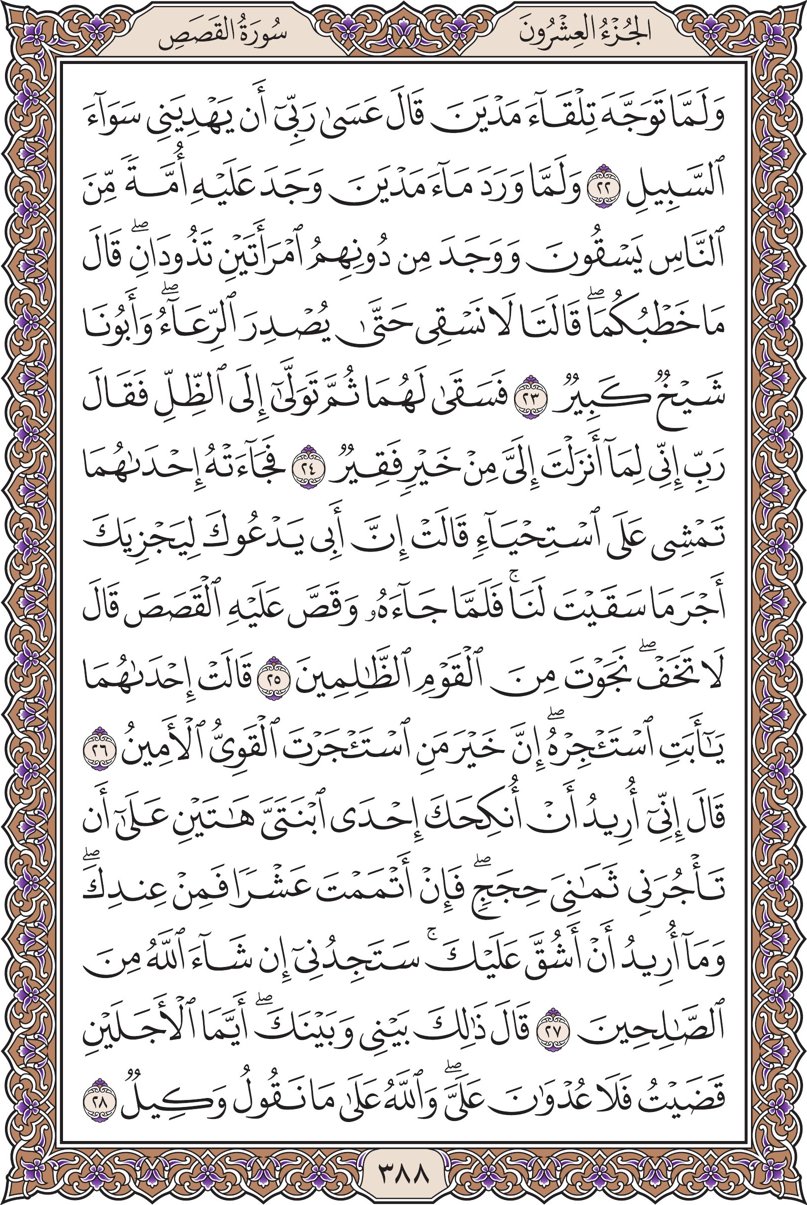 الجُزْءُ العِشْرُونَ
سُورَةُ القَصَصِ
وَلَمَّا تَوَجَّهَ تِلْقَآءَ مَدْيَنَ قَالَ عَسَىٰ رَبِّىٓ أَن يَهْدِيَنِى سَوَآءَ
ٱلسَّبِيلِ ٢٢ وَلَمَّا وَرَدَ مَآءَ مَدْيَنَ وَجَدَ عَلَيْهِ أُمَّةً مِّنَ
ٱلنَّاسِ يَسْقُونَ وَوَجَدَ مِن دُونِهِمُ ٱمْرَأَتَيْنِ تَذُودَانِۖ قَالَ
مَا خَطْبُكُمَاۖ قَالَتَا لَا نَسْقِى حَتَّىٰ يُصْدِرَ ٱلرِّعَآءُۖ وَأَبُونَا
شَيْخٌ كَبِيرٌ ٢٣ فَسَقَىٰ لَهُمَا ثُمَّ تَوَلَّىٰٓ إِلَى ٱلظِّلِّ فَقَالَ
رَبِّ إِنِّى لِمَآ أَنزَلْتَ إِلَىَّ مِنْ خَيْرٍ فَقِيرٌ ٢٤ فَجَآءَتْهُ إِحْدَىٰهُمَا
تَمْشِى عَلَى ٱسْتِحْيَآءٍ قَالَتْ إِنَّ أَبِى يَدْعُوكَ لِيَجْزِيَكَ
أَجْرَ مَا سَقَيْتَ لَنَاۚ فَلَمَّا جَآءَهُۥ وَقَصَّ عَلَيْهِ ٱلْقَصَصَ قَالَ
لَا تَخَفْۖ نَجَوْتَ مِنَ ٱلْقَوْمِ ٱلظَّٰلِمِينَ ٢٥ قَالَتْ إِحْدَىٰهُمَا
يَٰٓأَبَتِ ٱسْتَـْٔجِرْهُۖ إِنَّ خَيْرَ مَنِ ٱسْتَـْٔجَرْتَ ٱلْقَوِىُّ ٱلْأَمِينُ ٢٦
قَالَ إِنِّىٓ أُرِيدُ أَنْ أُنكِحَكَ إِحْدَى ٱبْنَتَىَّ هَٰتَيْنِ عَلَىٰٓ أَن
تَأْجُرَنِى ثَمَٰنِىَ حِجَجٍۖ فَإِنْ أَتْمَمْتَ عَشْرًا فَمِنْ عِندِكَۖ
وَمَآ أُرِيدُ أَنْ أَشُقَّ عَلَيْكَۚ سَتَجِدُنِىٓ إِن شَآءَ ٱللَّهُ مِنَ
ٱلصَّٰلِحِينَ ٢٧ قَالَ ذَٰلِكَ بَيْنِى وَبَيْنَكَۖ أَيَّمَا ٱلْأَجَلَيْنِ
قَضَيْتُ فَلَا عُدْوَٰنَ عَلَىَّۖ وَٱللَّهُ عَلَىٰ مَا نَقُولُ وَكِيلٌ ٢٨
٣٨٨